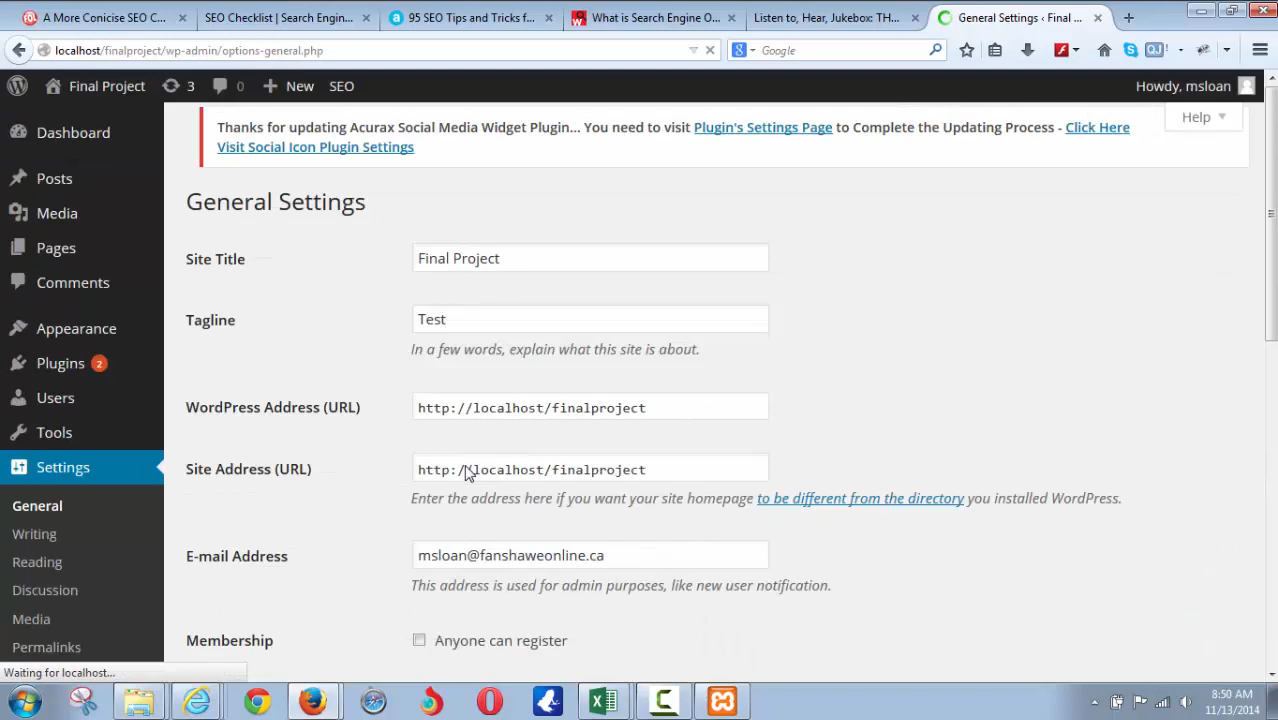 A More Conicise SEO C...
SEO Checklist | Search Engin...
95 SEO Tips and Tricks f...
What is Search Engine O...
Listen to, Hear, Jukebox: TH...
General Settings ‹ Final ...
localhost/finalproject/wp-admin/options-general.php
Google
Final Project
3
0
New
SEO
Howdy, msloan
Thanks for updating Acurax Social Media Widget Plugin... You need to visit Plugin's Settings Page to Complete the Updating Process - Click Here
Visit Social Icon Plugin Settings
Help
Dashboard
Posts
Media
Pages
Comments
Appearance
Plugins 2
Users
Tools
Settings
General
Writing
Reading
Discussion
Media
Permalinks
General Settings
Site Title
Final Project
Tagline
Test
In a few words, explain what this site is about.
WordPress Address (URL)
http://localhost/finalproject
Site Address (URL)
http://localhost/finalproject
Enter the address here if you want your site homepage to be different from the directory you installed WordPress.
E-mail Address
msloan@fanshaweonline.ca
This address is used for admin purposes, like new user notification.
Membership
Anyone can register
Waiting for localhost...
8:50 AM
11/13/2014